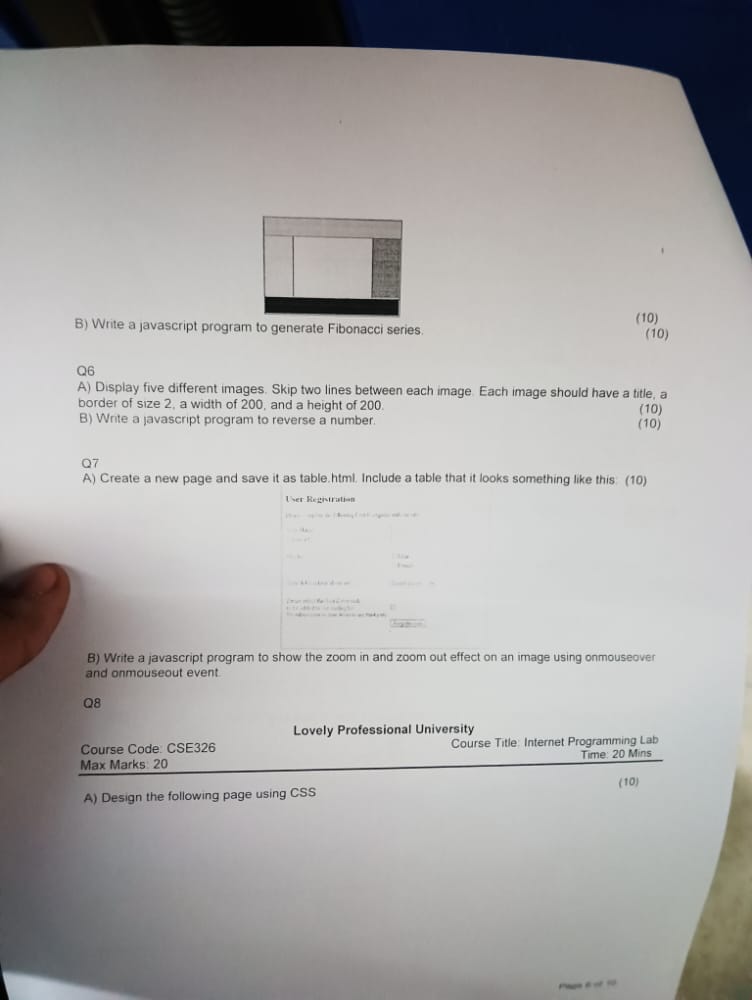 (10)
B) Write a javascript program to generate Fibonacci series.
(10)
Q6
A) Display five different images. Skip two lines between each image. Each image should have a title, a
border of size 2, a width of 200, and a height of 200.
(10)
B) Write a javascript program to reverse a number.
(10)
Q7
A) Create a new page and save it as table.html. Include a table that it looks something like this: (10)
User Registration
B) Write a javascript program to show the zoom in and zoom out effect on an image using onmouseover
and onmouseout event.
Q8
Lovely Professional University
Course Code: CSE326
Course Title: Internet Programming Lab
Max Marks: 20
Time: 20 Mins
(10)
A) Design the following page using CSS
Page 6 of 10